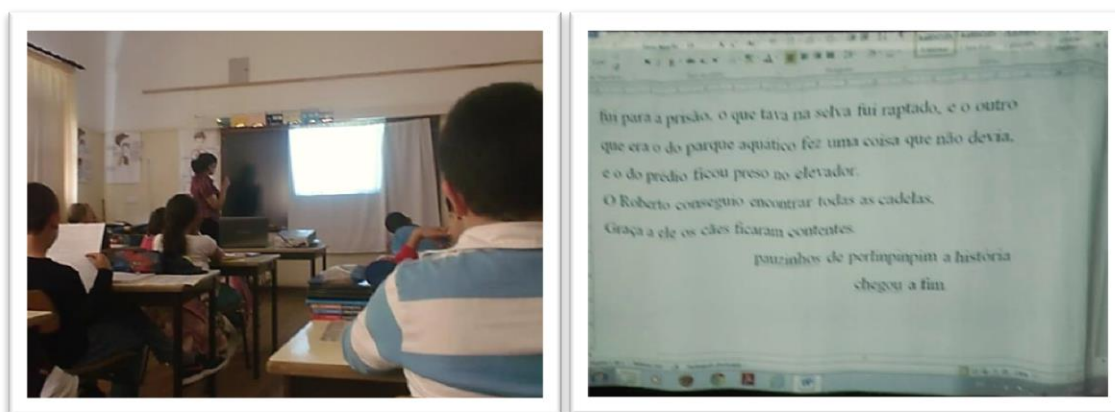 fui para a prisão, o que tava na selva fui raptado, e o outro
que era o do parque aquático fez uma coisa que não devia,
e o do prédio ficou preso no elevador.
O Roberto conseguio encontrar todas as cadelas.
Graça a ele os cães ficaram contentes.
pauzinhos de perlinpinpim a história
chegou a fim